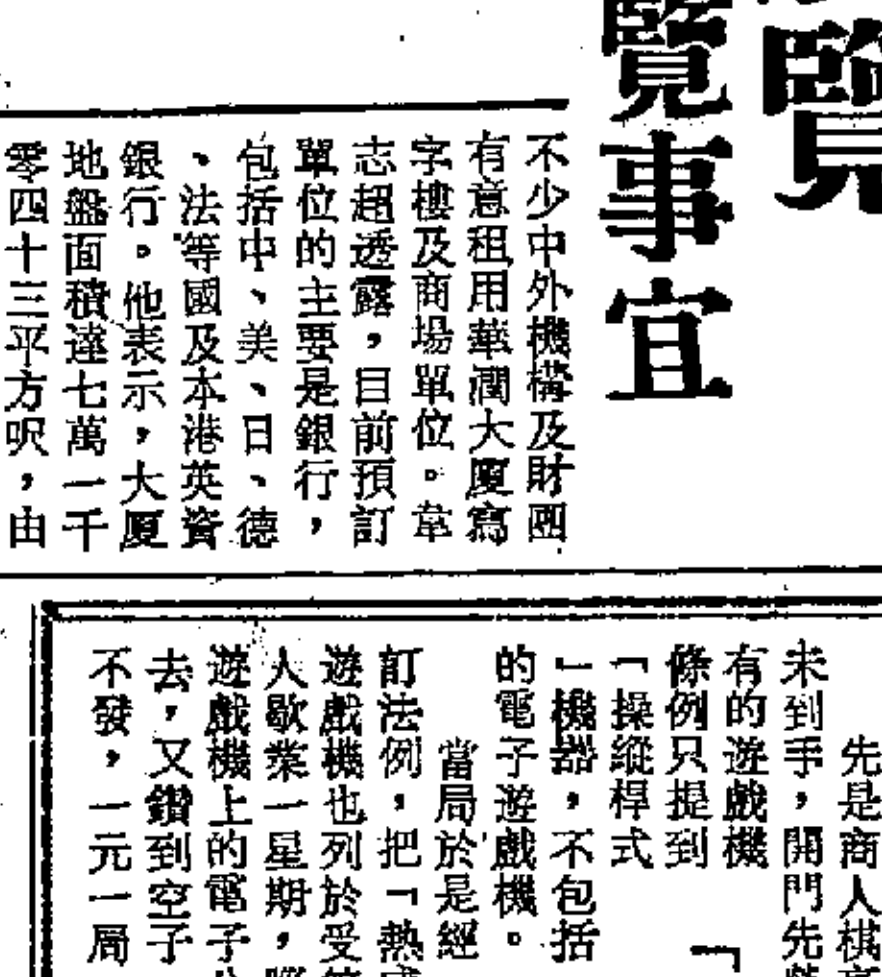 覽
覽事宜
不少中外機構及財團
有意租用華潤大廈寫
字樓及商場單位。韋
志超透露，目前預訂
單位的主要是銀行，
包括中、美、日、德
、法等國及本港英資
銀行。他表示，大廈
地盤面積達七萬一千
零四十三平方呎，由
先是商人棋高
未到手，開門先
有的遊戲機
條例只提到
「操縱桿式
」機器，不包括
的電子遊戲機。
當局於是經
訂法例，把「熱
遊戲機也列於受
人歇業一星期，
遊戲機上的電子
去，又鑽到空子
不發，一元一局